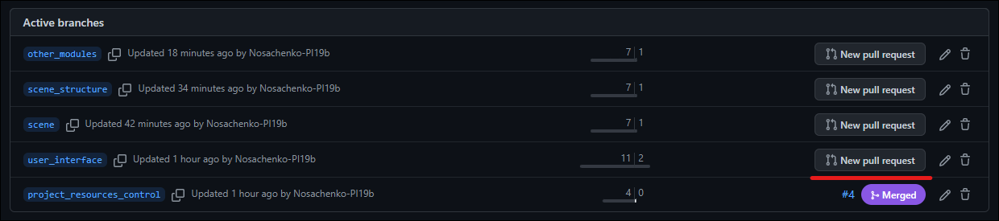 Active branches
other_modules Updated 18 minutes ago by Nosachenko-PI19b 7 1 New pull request
scene_structure Updated 34 minutes ago by Nosachenko-PI19b 7 1 New pull request
scene Updated 42 minutes ago by Nosachenko-PI19b 7 1 New pull request
user_interface Updated 1 hour ago by Nosachenko-PI19b 11 2 New pull request
project_resources_control Updated 1 hour ago by Nosachenko-PI19b 4 0 #4 Merged